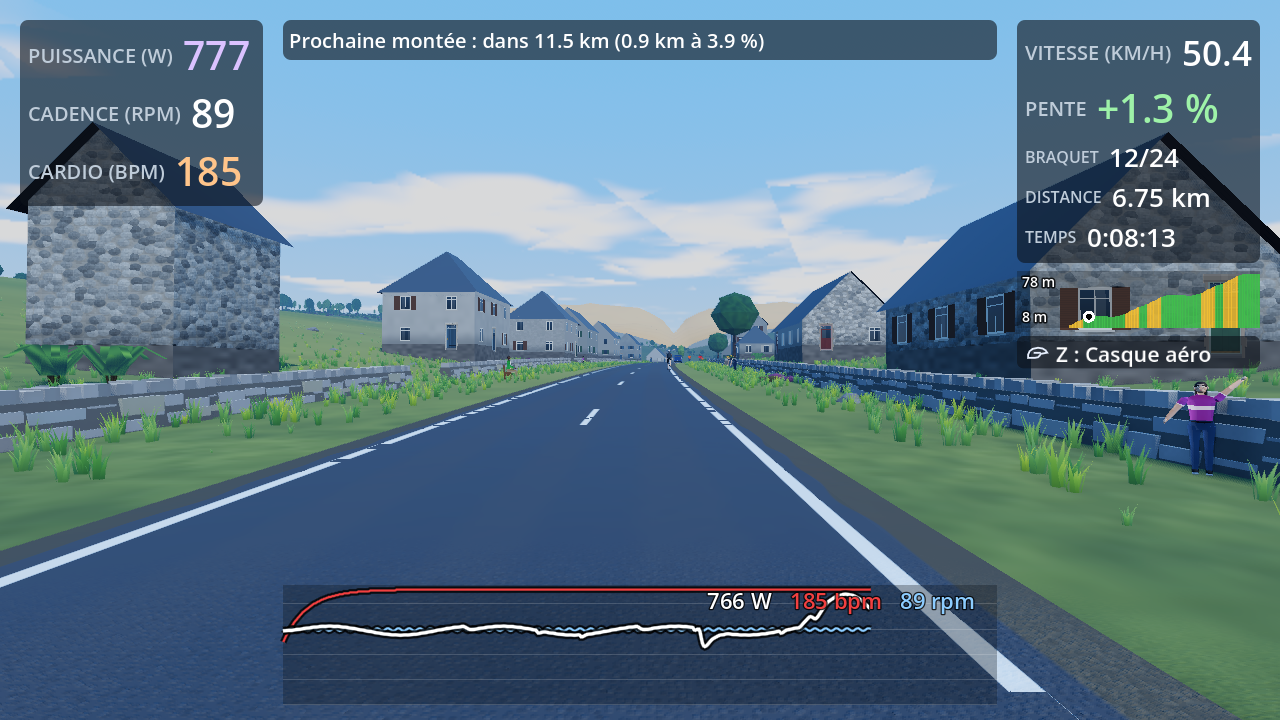 PUISSANCE (W) 777
CADENCE (RPM) 89
CARDIO (BPM) 185
Prochaine montée : dans 11.5 km (0.9 km à 3.9 %)
VITESSE (KM/H) 50.4
PENTE +1.3 %
BRAQUET 12/24
DISTANCE 6.75 km
TEMPS 0:08:13
78 m
8 m
Z : Casque aéro
766 W 185 bpm 89 rpm